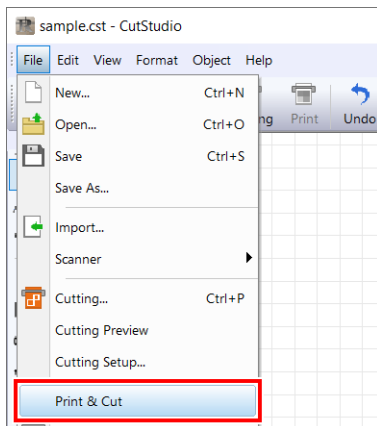 sample.cst - CutStudio
File Edit View Format Object Help
ng Print Undo
New... Ctrl+N
Open... Ctrl+O
Save Ctrl+S
Save As...
Import...
Scanner
Cutting... Ctrl+P
Cutting Preview
Cutting Setup...
Print & Cut